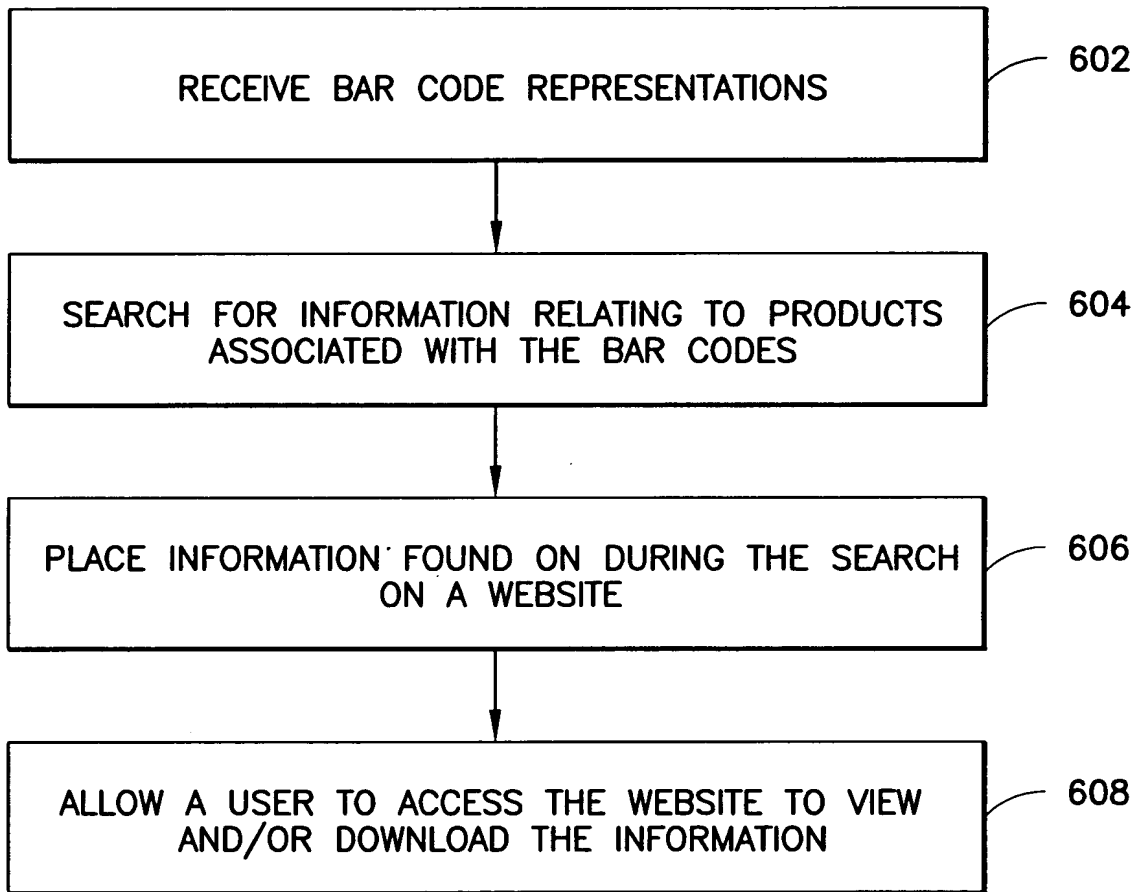 RECEIVE BAR CODE REPRESENTATIONS
602
SEARCH FOR INFORMATION RELATING TO PRODUCTS
ASSOCIATED WITH THE BAR CODES
604
PLACE INFORMATION FOUND ON DURING THE SEARCH
ON A WEBSITE
606
ALLOW A USER TO ACCESS THE WEBSITE TO VIEW
AND/OR DOWNLOAD THE INFORMATION
608